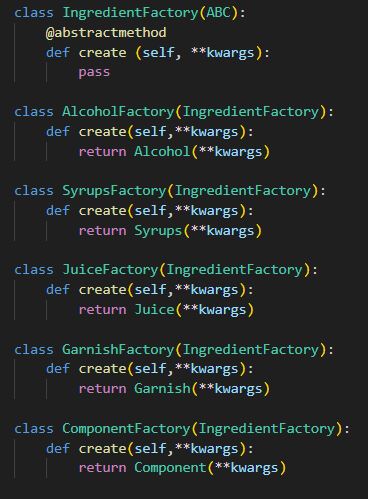 class IngredientFactory(ABC):
    @abstractmethod
    def create (self, **kwargs):
        pass

class AlcoholFactory(IngredientFactory):
    def create(self,**kwargs):
        return Alcohol(**kwargs)

class SyrupsFactory(IngredientFactory):
    def create(self,**kwargs):
        return Syrups(**kwargs)

class JuiceFactory(IngredientFactory):
    def create(self,**kwargs):
        return Juice(**kwargs)

class GarnishFactory(IngredientFactory):
    def create(self,**kwargs):
        return Garnish(**kwargs)

class ComponentFactory(IngredientFactory):
    def create(self,**kwargs):
        return Component(**kwargs)